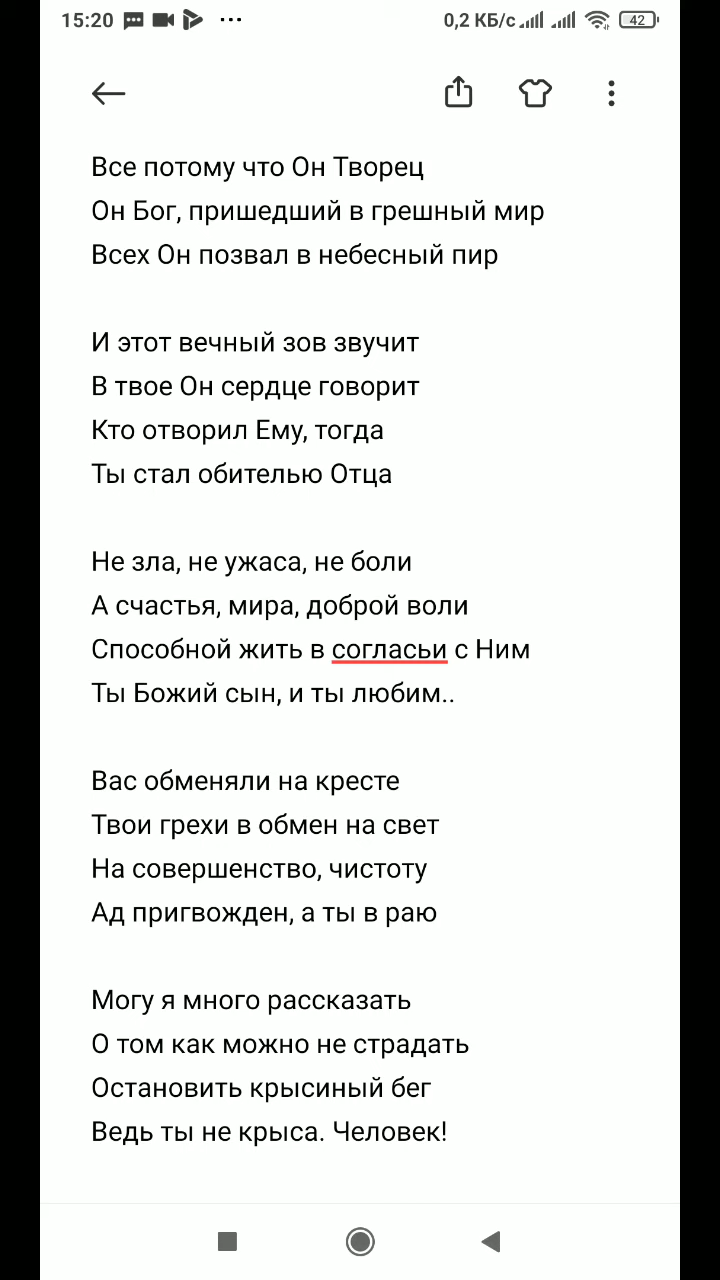 15:20 0,2 КБ/с 42
Все потому что Он Творец
Он Бог, пришедший в грешный мир
Всех Он позвал в небесный пир
И этот вечный зов звучит
В твое Он сердце говорит
Кто отворил Ему, тогда
Ты стал обителью Отца
Не зла, не ужаса, не боли
А счастья, мира, доброй воли
Способной жить в согласьи с Ним
Ты Божий сын, и ты любим..
Вас обменяли на кресте
Твои грехи в обмен на свет
На совершенство, чистоту
Ад пригвожден, а ты в раю
Могу я много рассказать
О том как можно не страдать
Остановить крысиный бег
Ведь ты не крыса. Человек!